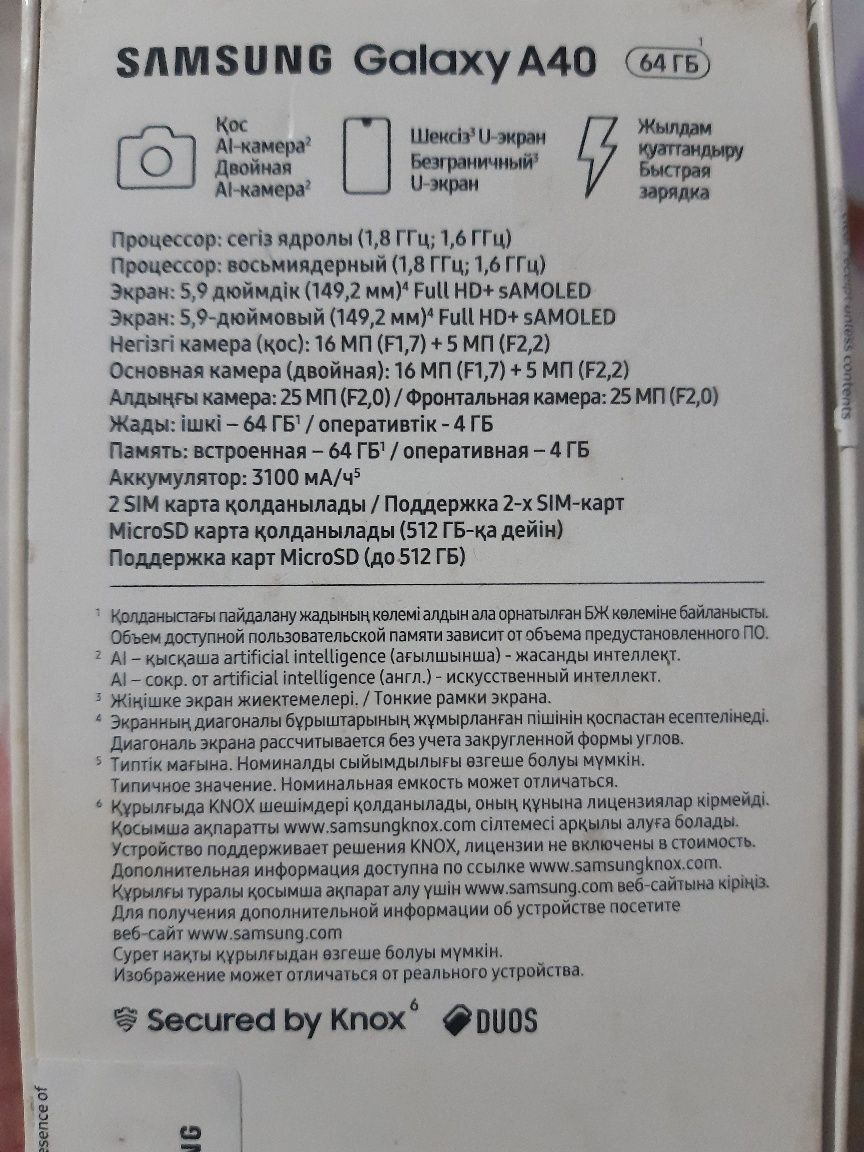 SAMSUNG Galaxy A40 64 ГБ¹
Қос
AI-камера²
Двойная
AI-камера²
Шексіз³ U-экран
Безграничный³
U-экран
Жылдам
қуаттандыру
Быстрая
зарядка
Процессор: сегіз ядролы (1,8 ГГц; 1,6 ГГц)
Процессор: восьмиядерный (1,8 ГГц; 1,6 ГГц)
Экран: 5,9 дюймдік (149,2 мм)⁴ Full HD+ sAMOLED
Экран: 5,9-дюймовый (149,2 мм)⁴ Full HD+ sAMOLED
Негізгі камера (қос): 16 МП (F1,7) + 5 МП (F2,2)
Основная камера (двойная): 16 МП (F1,7) + 5 МП (F2,2)
Алдыңғы камера: 25 МП (F2,0) / Фронтальная камера: 25 МП (F2,0)
Жады: ішкі – 64 ГБ¹ / оперативтік - 4 ГБ
Память: встроенная – 64 ГБ¹ / оперативная – 4 ГБ
Аккумулятор: 3100 мА/ч⁵
2 SIM карта қолданылады / Поддержка 2-х SIM-карт
MicroSD карта қолданылады (512 ГБ-қа дейін)
Поддержка карт MicroSD (до 512 ГБ)
¹ Қолданыстағы пайдалану жадының көлемі алдын ала орнатылған БЖ көлеміне байланысты.
Объем доступной пользовательской памяти зависит от объема предустановленного ПО.
² AI – қысқаша artificial intelligence (ағылшынша) - жасанды интеллект.
AI – сокр. от artificial intelligence (англ.) - искусственный интеллект.
³ Жіңішке экран жиектемелері. / Тонкие рамки экрана.
⁴ Экранның диагоналы бұрыштарының жұмырланған пішінін қоспастан есептелінеді.
Диагональ экрана рассчитывается без учета закругленной формы углов.
⁵ Типтік мағына. Номиналды сыйымдылығы өзгеше болуы мүмкін.
Типичное значение. Номинальная емкость может отличаться.
⁶ Құрылғыда KNOX шешімдері қолданылады, оның құнына лицензиялар кірмейді.
Қосымша ақпаратты www.samsungknox.com сілтемесі арқылы алуға болады.
Устройство поддерживает решения KNOX, лицензии не включены в стоимость.
Дополнительная информация доступна по ссылке www.samsungknox.com.
Құрылғы туралы қосымша ақпарат алу үшін www.samsung.com веб-сайтына кіріңіз.
Для получения дополнительной информации об устройстве посетите
веб-сайт www.samsung.com
Сурет нақты құрылғыдан өзгеше болуы мүмкін.
Изображение может отличаться от реального устройства.
Secured by Knox⁶ DUOS
receipt unless contents